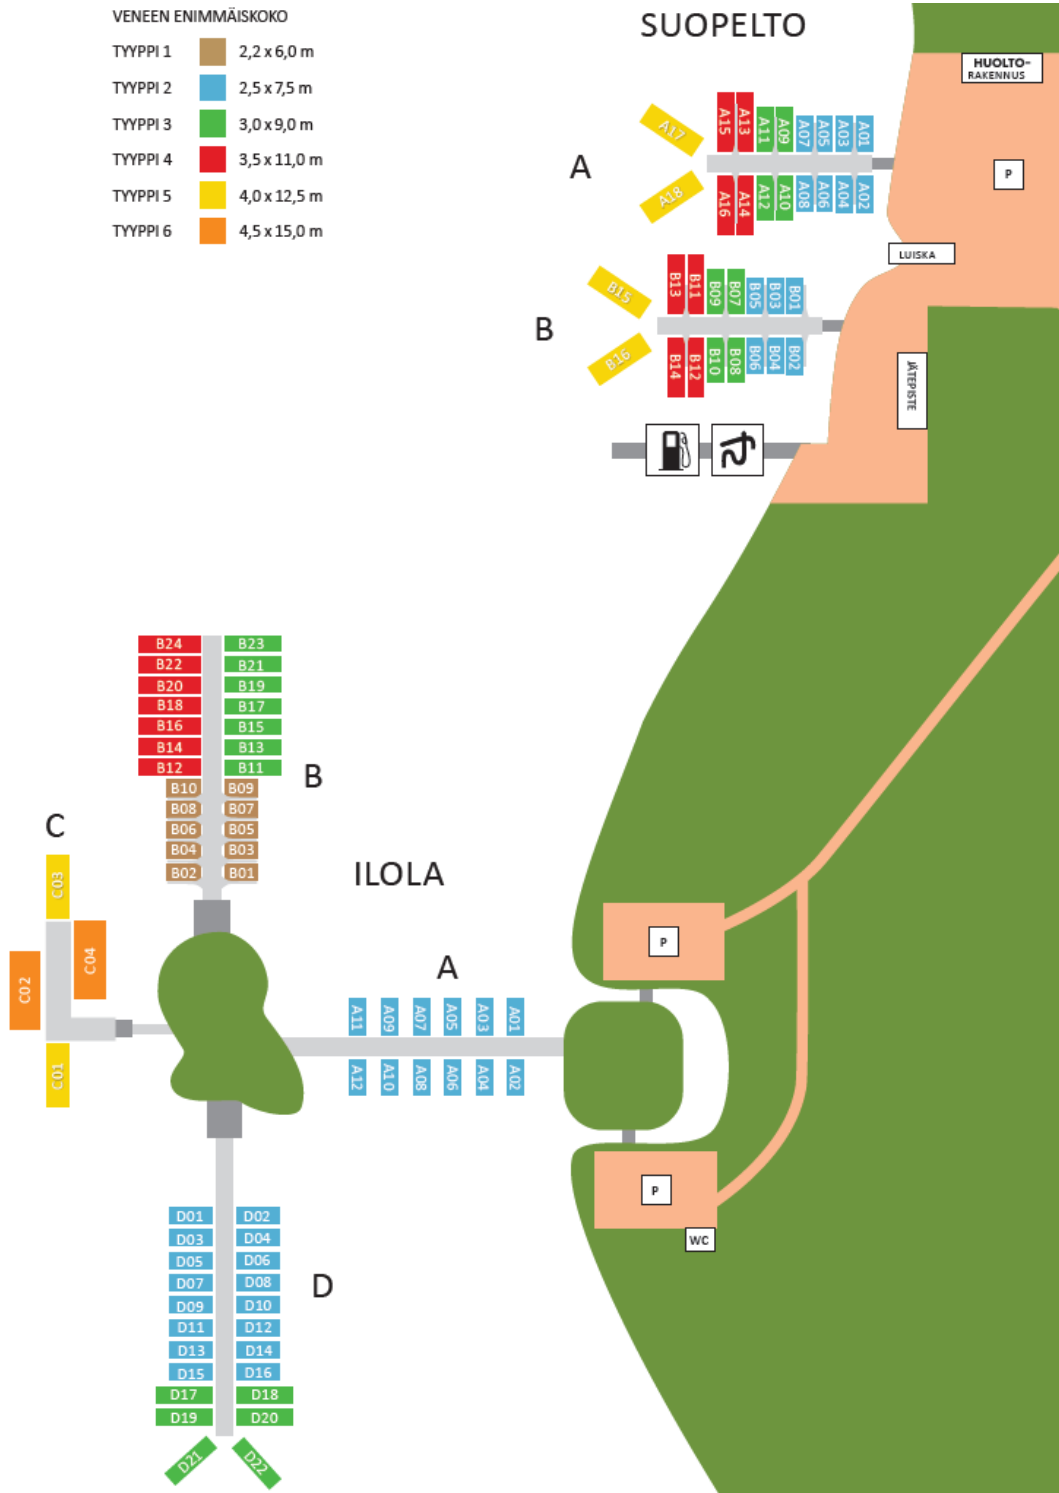 VENEEN ENIMMÄISKOKO
TYYPPI 1 2,2 x 6,0 m
TYYPPI 2 2,5 x 7,5 m
TYYPPI 3 3,0 x 9,0 m
TYYPPI 4 3,5 x 11,0 m
TYYPPI 5 4,0 x 12,5 m
TYYPPI 6 4,5 x 15,0 m
SUOPELTO
HUOLTO-
RAKENNUS
P
A
A17 A15 A13 A11 A09 A07 A05 A03 A01
A18 A16 A14 A12 A10 A08 A06 A04 A02
LUISKA
B
B15 B13 B11 B09 B07 B05 B03 B01
B16 B14 B12 B10 B08 B06 B04 B02
JÄTEPISTE
B24 B23
B22 B21
B20 B19
B18 B17
B16 B15
B14 B13
B12 B11
B10 B09
B08 B07
B06 B05
B04 B03
B02 B01
B
C
C03
C04
C02
C01
ILOLA
A
A11 A09 A07 A05 A03 A01
A12 A10 A08 A06 A04 A02
P
P
WC
D01 D02
D03 D04
D05 D06
D07 D08
D09 D10
D11 D12
D13 D14
D15 D16
D17 D18
D19 D20
D21 D22
D